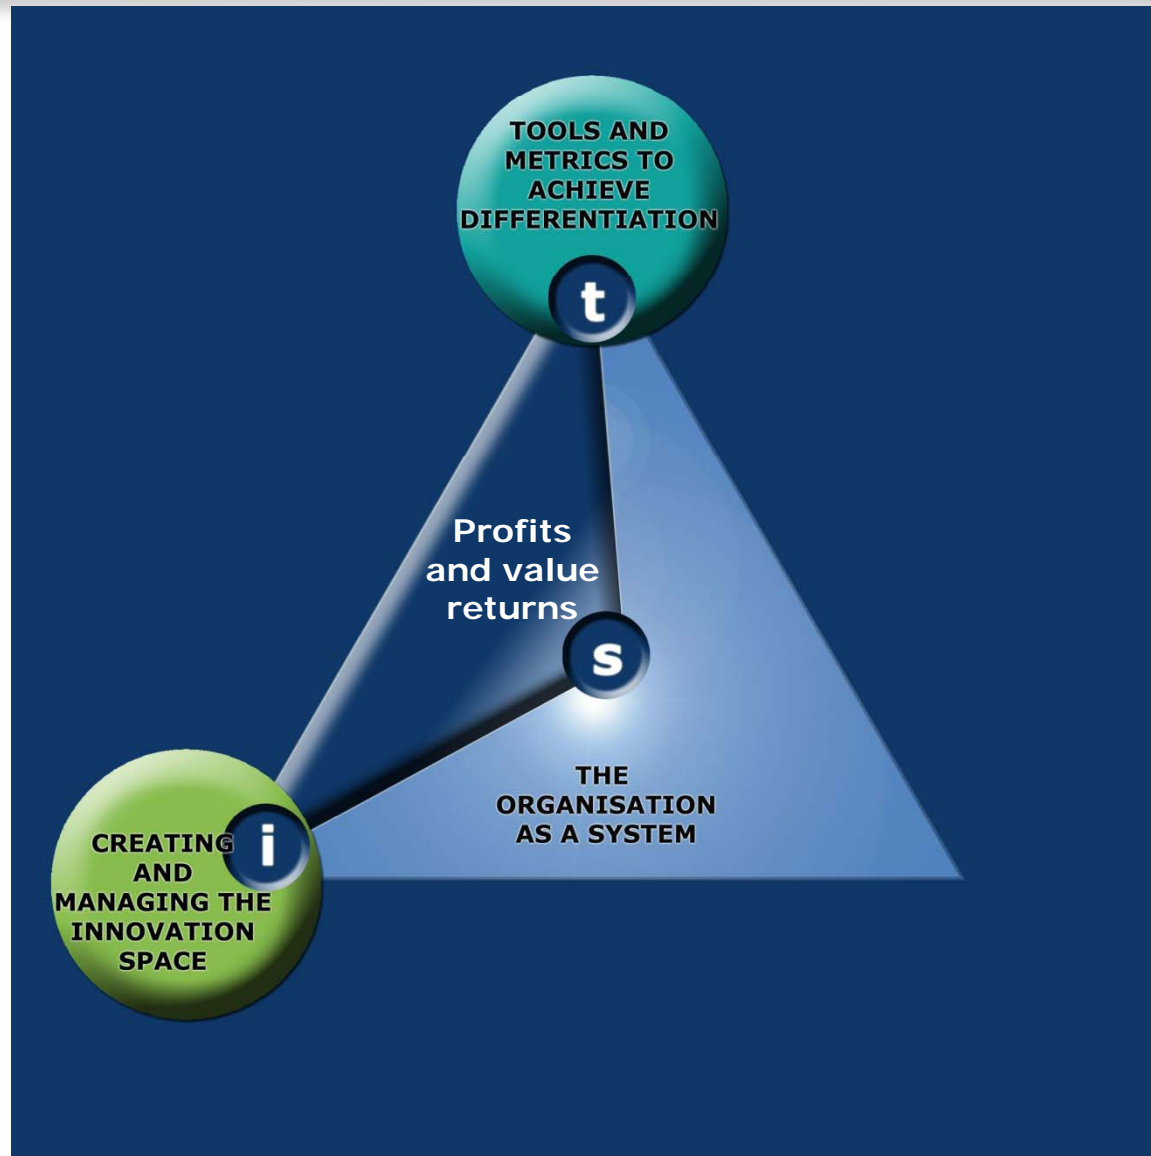 TOOLS AND
METRICS TO
ACHIEVE
DIFFERENTIATION
t
Profits
and value
returns
s
THE
ORGANISATION
AS A SYSTEM
i
CREATING
AND
MANAGING THE
INNOVATION
SPACE